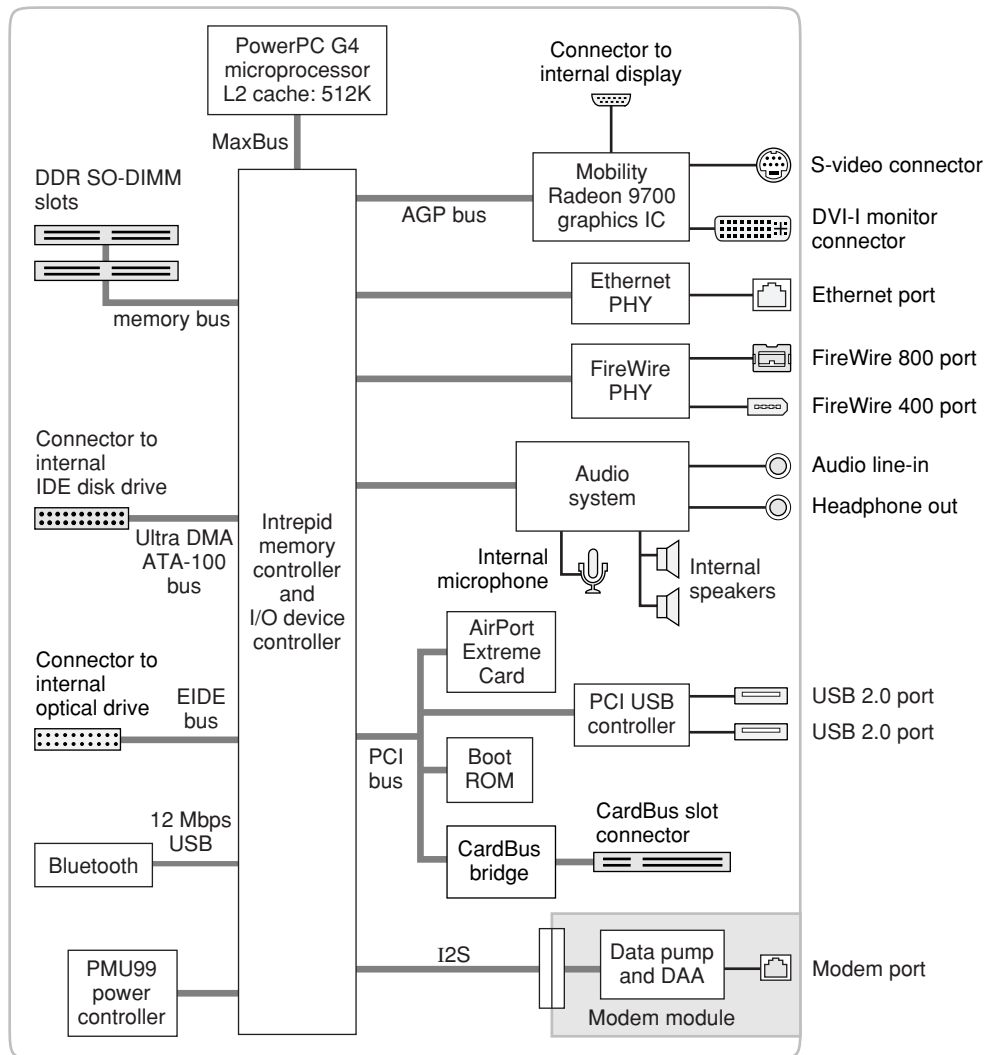 PowerPC G4
microprocessor
L2 cache: 512K
MaxBus
Connector to
internal display
DDR SO-DIMM
slots
memory bus
AGP bus
Mobility
Radeon 9700
graphics IC
S-video connector
DVI-I monitor
connector
Ethernet
PHY
Ethernet port
FireWire
PHY
FireWire 800 port
FireWire 400 port
Connector to
internal
IDE disk drive
Ultra DMA
ATA-100
bus
Intrepid
memory
controller
and
I/O device
controller
Audio
system
Audio line-in
Headphone out
Internal
microphone
Internal
speakers
Connector to
internal
optical drive
EIDE
bus
PCI
bus
AirPort
Extreme
Card
PCI USB
controller
USB 2.0 port
USB 2.0 port
Boot
ROM
CardBus
bridge
CardBus slot
connector
12 Mbps
USB
Bluetooth
PMU99
power
controller
I2S
Data pump
and DAA
Modem module
Modem port